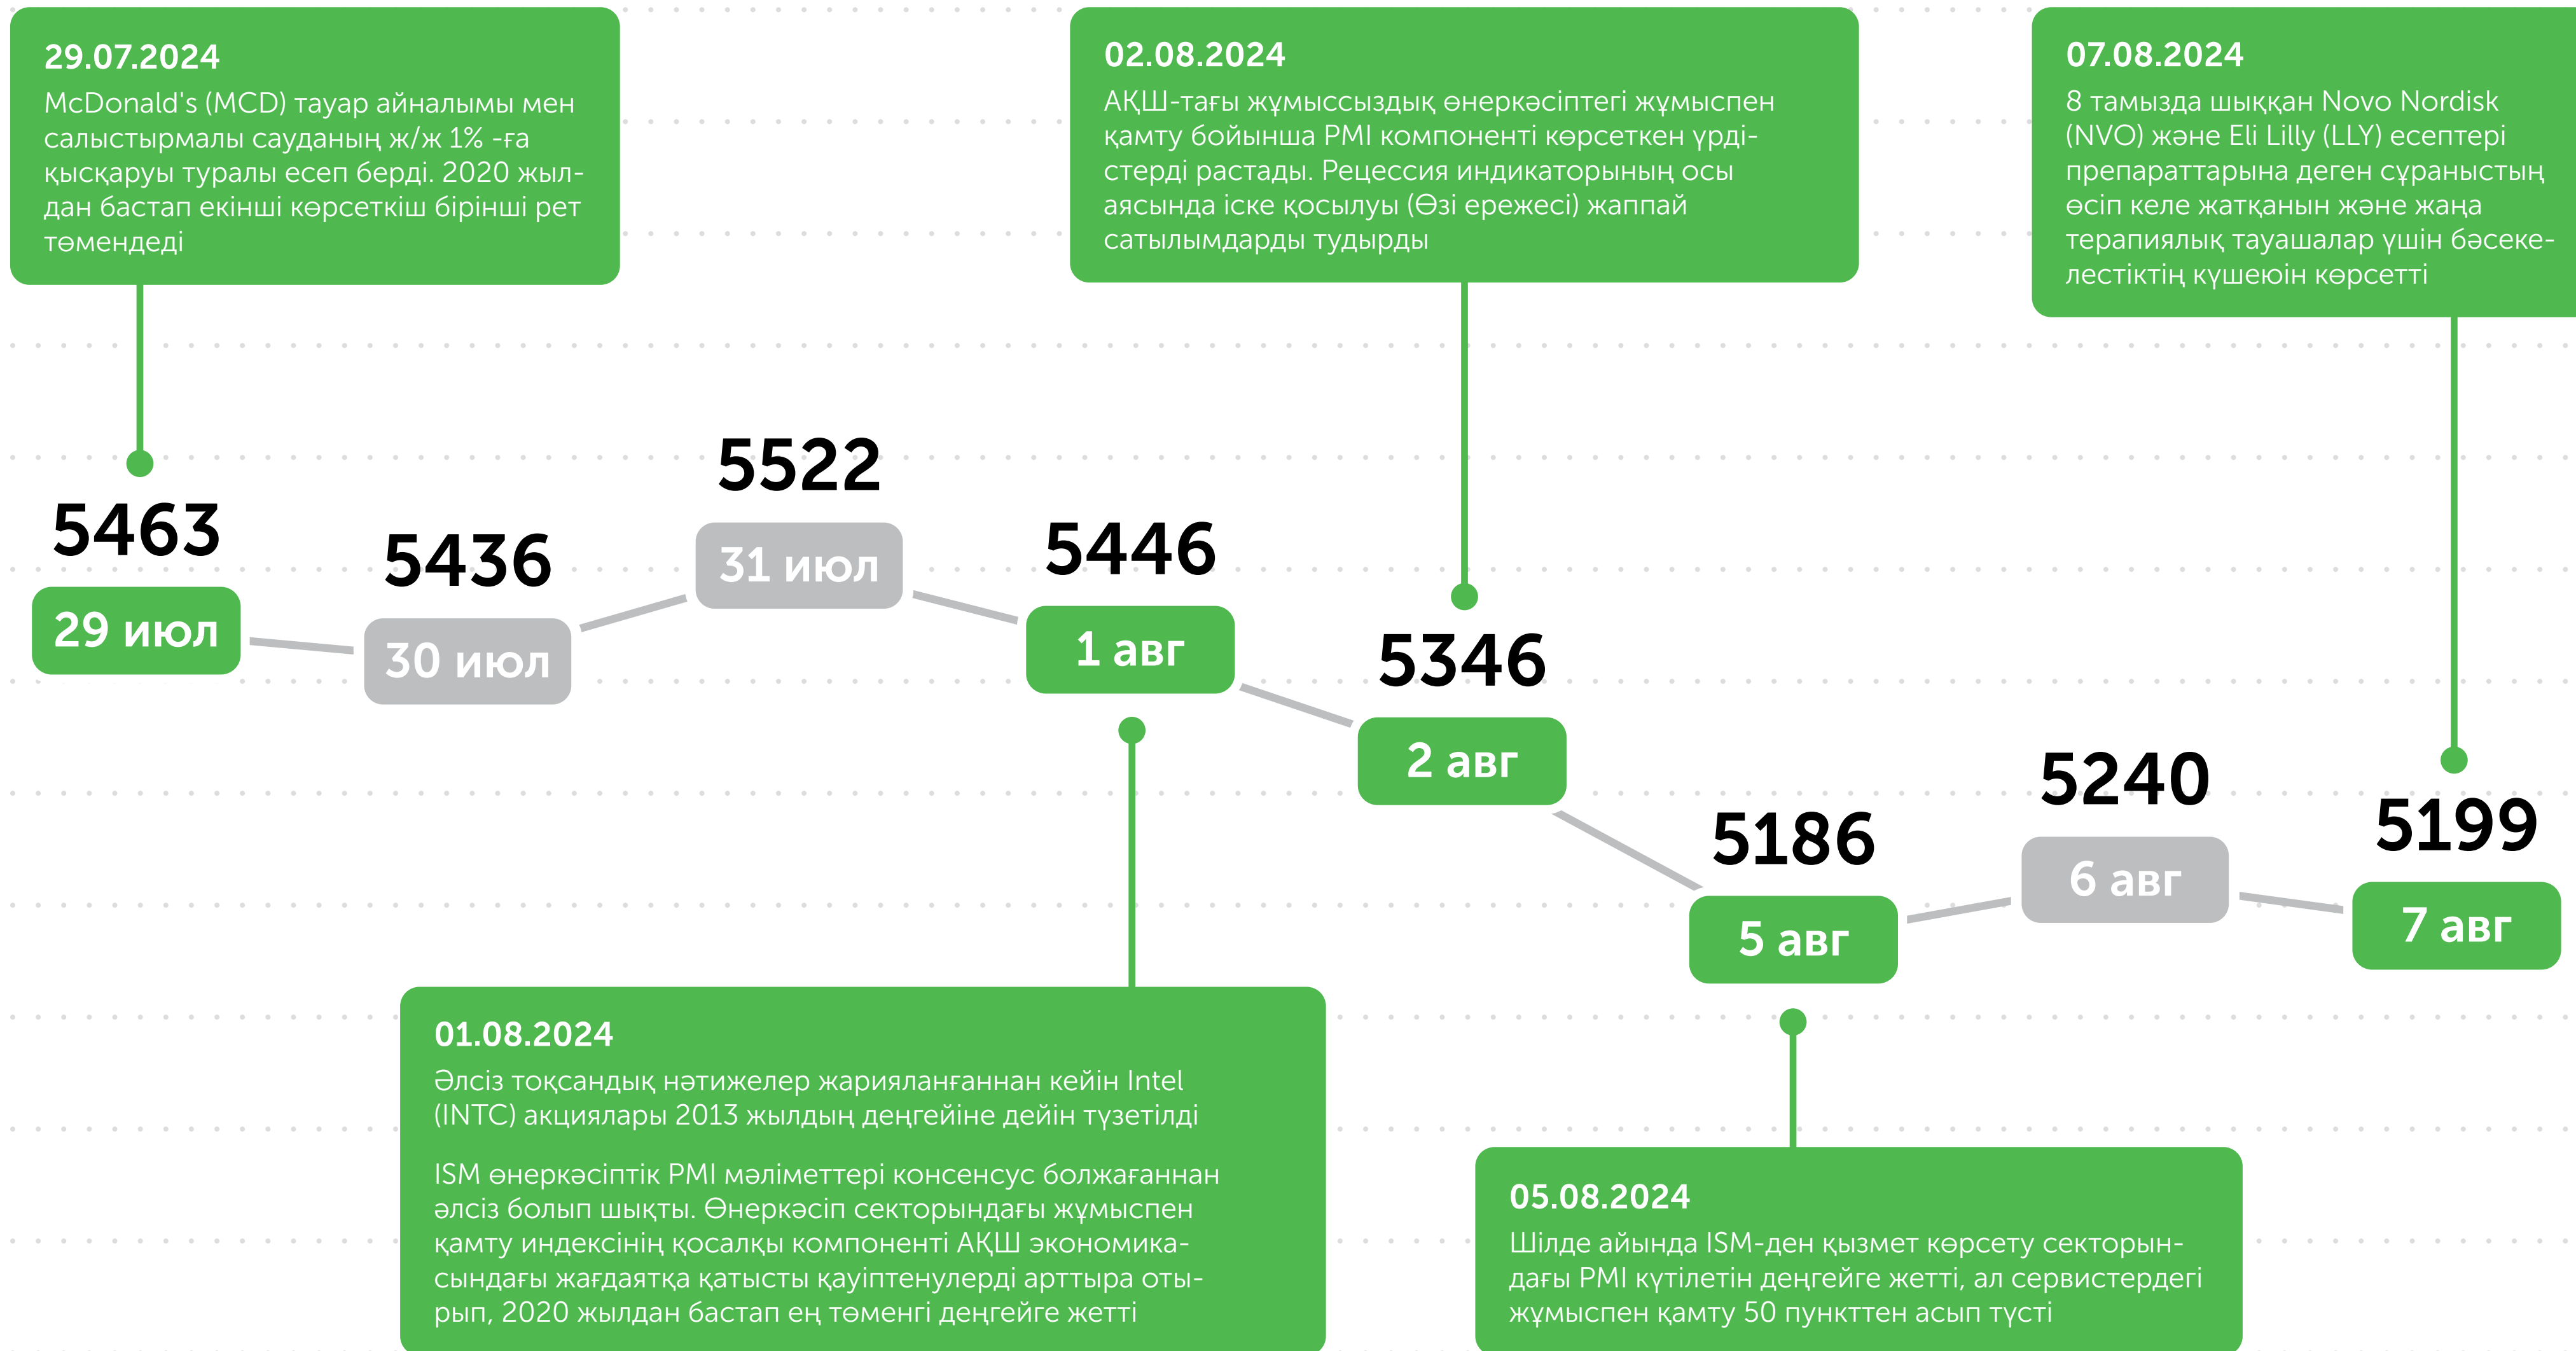 29.07.2024
McDonald's (MCD) тауар айналымы мен
салыстырмалы сауданың ж/ж 1% -ға
қысқаруы туралы есеп берді. 2020 жыл-
дан бастап екінші көрсеткіш бірінші рет
төмендеді
02.08.2024
АҚШ-тағы жұмыссыздық өнеркәсіптегі жұмыспен
қамту бойынша PMI компоненті көрсеткен үрді-
стерді растады. Рецессия индикаторының осы
аясында іске қосылуы (Өзі ережесі) жаппай
сатылымдарды тудырды
07.08.2024
8 тамызда шыққан Novo Nordisk
(NVO) және Eli Lilly (LLY) есептері
препараттарына деген сұраныстың
өсіп келе жатқанын және жаңа
терапиялық тауашалар үшін бәсеке-
лестіктің күшеюін көрсетті
5463
29 июл
5436
30 июл
5522
31 июл
5446
1 авг
5346
2 авг
5186
5 авг
5240
6 авг
5199
7 авг
01.08.2024
Әлсіз тоқсандық нәтижелер жарияланғаннан кейін Intel
(INTC) акциялары 2013 жылдың деңгейіне дейін түзетілді
ISM өнеркәсіптік PMI мәліметтері консенсус болжағаннан
әлсіз болып шықты. Өнеркәсіп секторындағы жұмыспен
қамту индексінің қосалқы компоненті АҚШ экономика-
сындағы жағдаятқа қатысты қауіптенулерді арттыра оты-
рып, 2020 жылдан бастап ең төменгі деңгейге жетті
05.08.2024
Шілде айында ISM-ден қызмет көрсету секторын-
дағы PMI күтілетін деңгейге жетті, ал сервистердегі
жұмыспен қамту 50 пункттен асып түсті